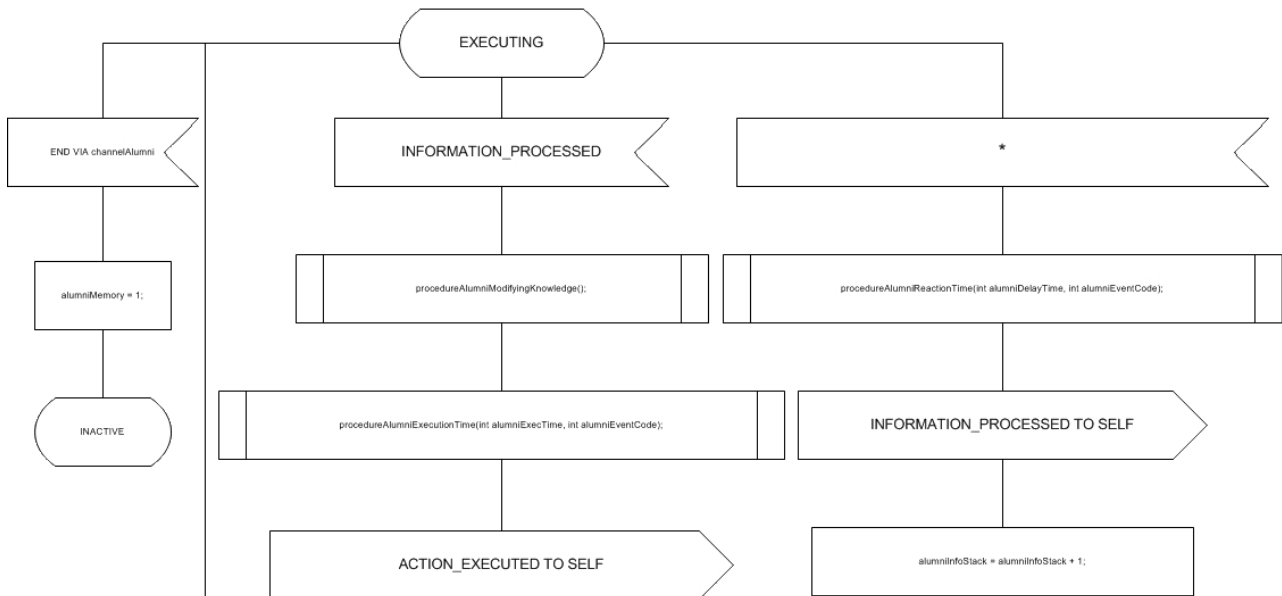 EXECUTING
END VIA channelAlumni
INFORMATION_PROCESSED
*
alumniMemory = 1;
procedureAlumniModifyingKnowledge();
procedureAlumniReactionTime(int alumniDelayTime, int alumniEventCode);
INACTIVE
procedureAlumniExecutionTime(int alumniExecTime, int alumniEventCode);
INFORMATION_PROCESSED TO SELF
ACTION_EXECUTED TO SELF
alumniInfoStack = alumniInfoStack + 1;